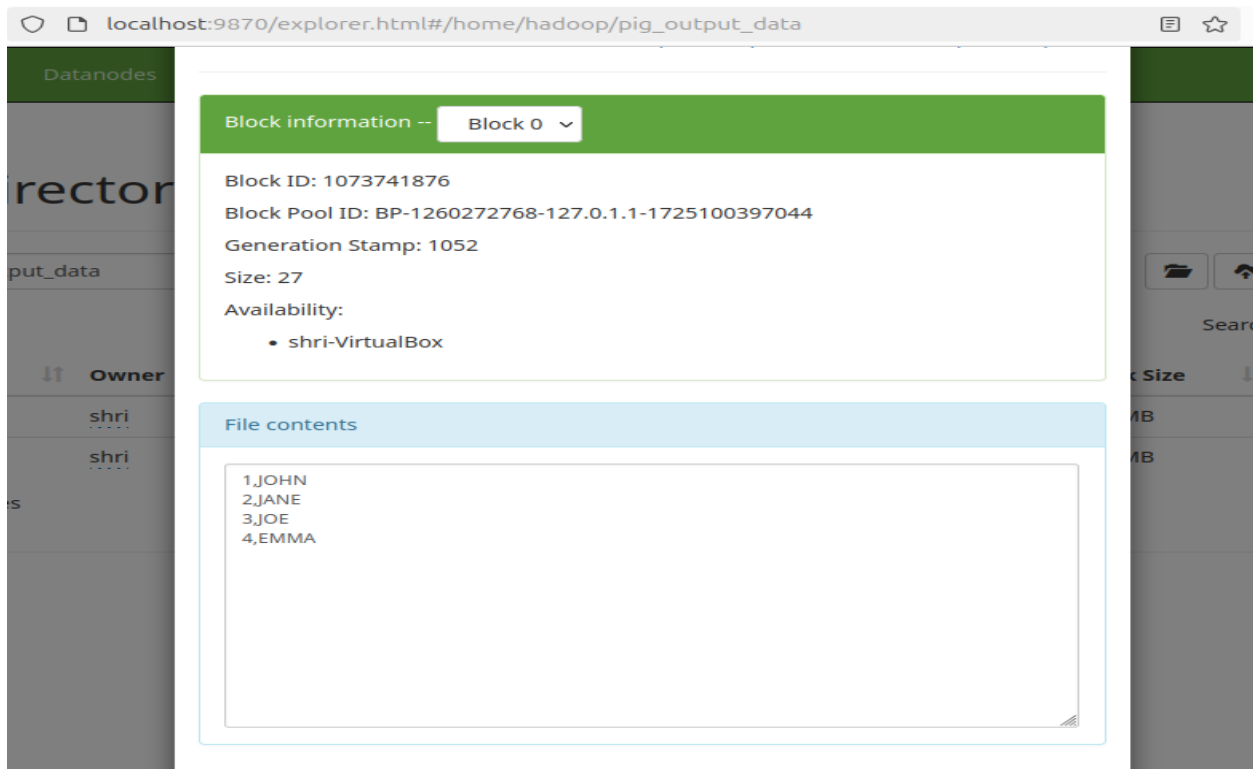 localhost:9870/explorer.html#/home/hadoop/pig_output_data
Datanodes
Block information -- Block 0
Block ID: 1073741876
Block Pool ID: BP-1260272768-127.0.1.1-1725100397044
Generation Stamp: 1052
Size: 27
Availability:
shri-VirtualBox
irector
put_data
Searc
Owner
k Size
shri
MB
shri
MB
es
File contents
1,JOHN
2,JANE
3,JOE
4,EMMA